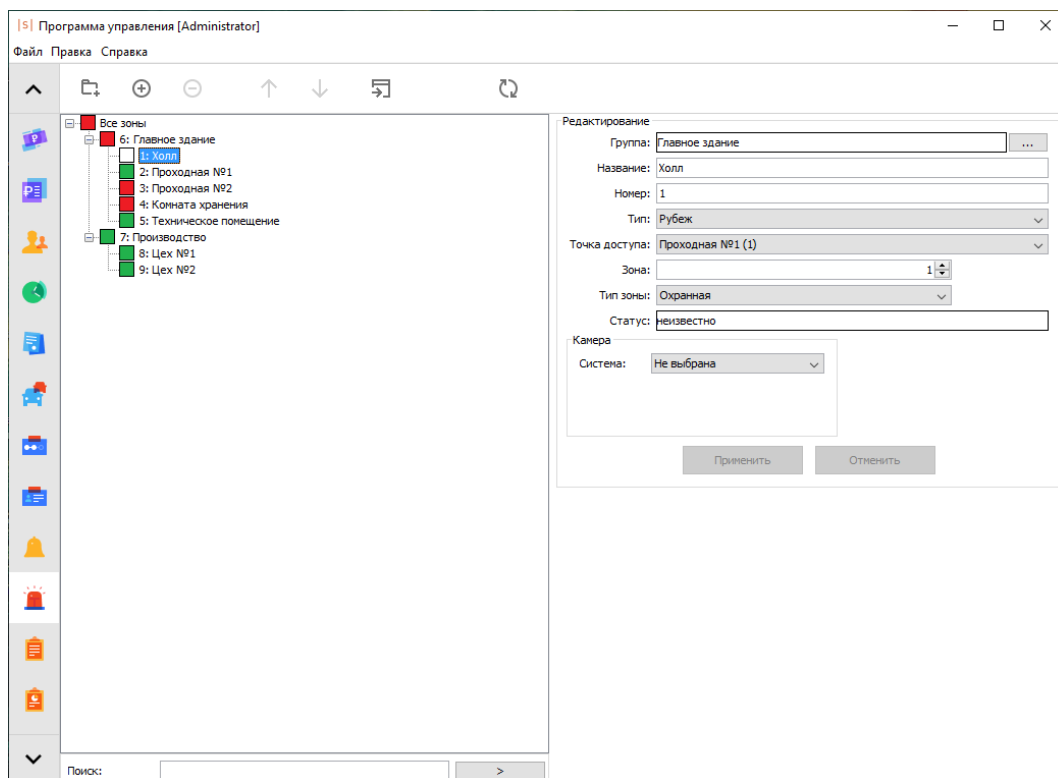 |S| Программа управления [Administrator]
Файл Правка Справка
Все зоны
6: Главное здание
1: Холл
2: Проходная №1
3: Проходная №2
4: Комната хранения
5: Техническое помещение
7: Производство
8: Цех №1
9: Цех №2
Поиск:
>
Редактирование
Группа: Главное здание ...
Название: Холл
Номер: 1
Тип: Рубеж
Точка доступа: Проходная №1 (1)
Зона: 1
Тип зоны: Охранная
Статус: неизвестно
Камера
Система: Не выбрана
Применить Отменить